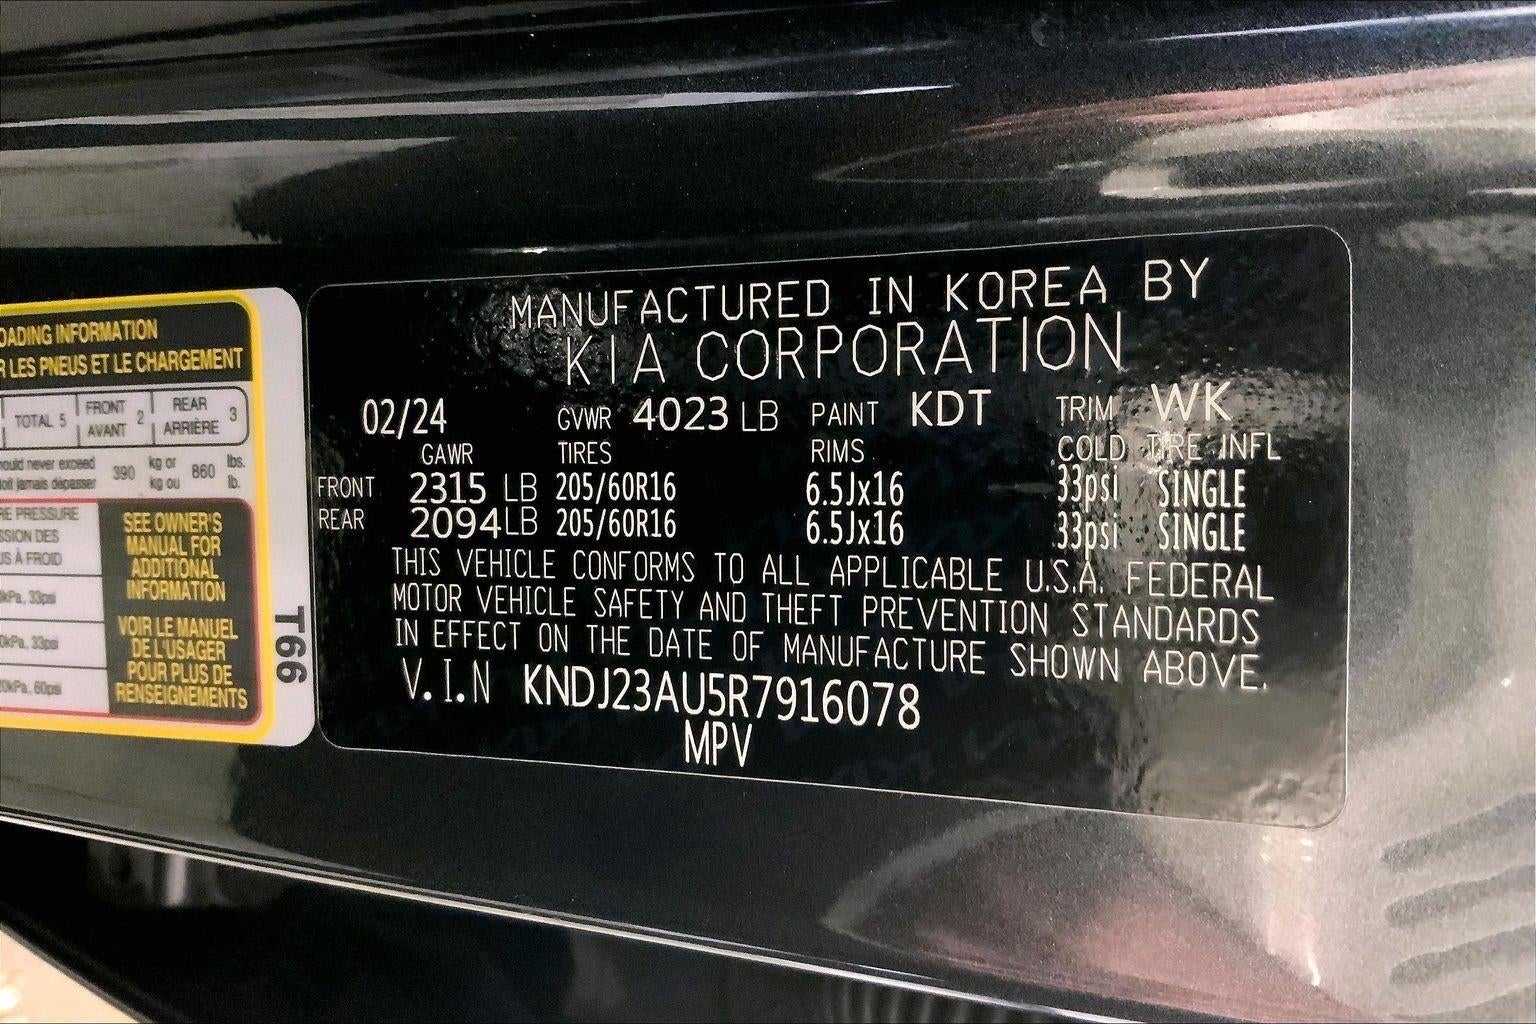 OADING INFORMATION
R LES PNEUS ET LE CHARGEMENT
TOTAL 5 FRONT AVANT 2 REAR ARRIÈRE 3
ould never exceed 390 kg or 860 lbs.
oit jamais dépasser kg ou lb.
RE PRESSURE
SSION DES
US À FROID
kPa, 33psi
0kPa, 33psi
20kPa, 60psi
SEE OWNER'S
MANUAL FOR
ADDITIONAL
INFORMATION
VOIR LE MANUEL
DE L'USAGER
POUR PLUS DE
RENSEIGNEMENTS
T66
MANUFACTURED IN KOREA BY
KIA CORPORATION
02/24 GVWR 4023 LB PAINT KDT TRIM WK
GAWR TIRES RIMS COLD TIRE INFL
FRONT 2315 LB 205/60R16 6.5Jx16 33psi SINGLE
REAR 2094 LB 205/60R16 6.5Jx16 33psi SINGLE
THIS VEHICLE CONFORMS TO ALL APPLICABLE U.S.A. FEDERAL
MOTOR VEHICLE SAFETY AND THEFT PREVENTION STANDARDS
IN EFFECT ON THE DATE OF MANUFACTURE SHOWN ABOVE.
V.I.N KNDJ23AU5R7916078
MPV